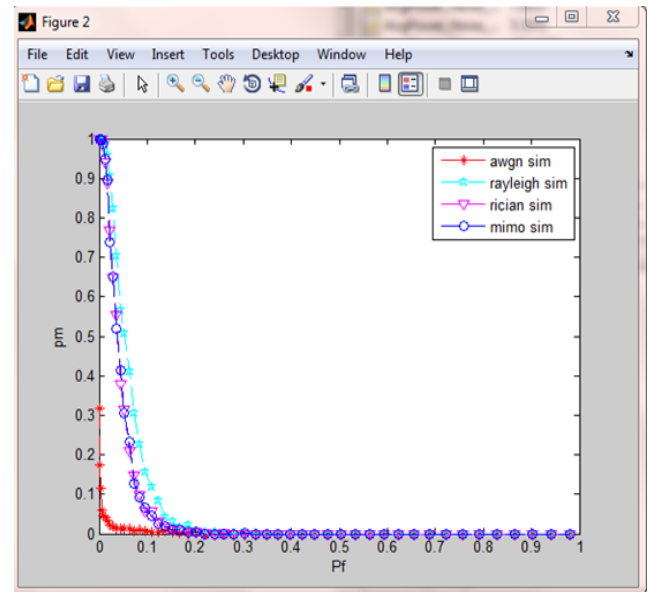 Figure 2
File Edit View Insert Tools Desktop Window Help
1
0.9
0.8
0.7
0.6
0.5
0.4
0.3
0.2
0.1
0
pm
awgn sim
rayleigh sim
rician sim
mimo sim
0 0.1 0.2 0.3 0.4 0.5 0.6 0.7 0.8 0.9 1
Pf